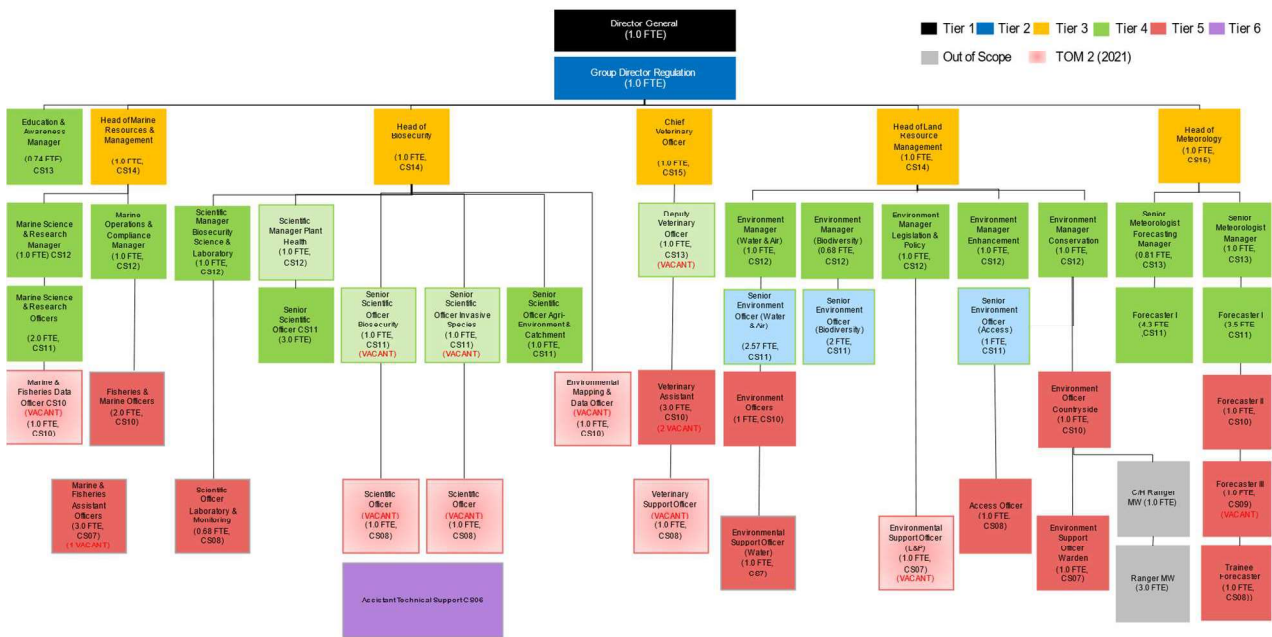 Director General
(1.0 FTE)
Group Director Regulation
(1.0 FTE)
Tier 1
Tier 2
Tier 3
Tier 4
Tier 5
Tier 6
Out of Scope
TOM 2 (2021)
Education &
Awareness
Manager
(0.74 FTE)
CS13
Head of Marine
Resources &
Management
(1.0 FTE,
CS14)
Head of
Biosecurity
(1.0 FTE,
CS14)
Chief
Veterinary
Officer
(1.0 FTE,
CS15)
Head of Land
Resource
Management
(1.0 FTE,
CS14)
Head of
Meteorology
(1.0 FTE,
CS15)
Marine Science
& Research
Manager
(1.0 FTE) CS12
Marine
Operations &
Compliance
Manager
(1.0 FTE,
CS12)
Scientific
Manager
Biosecurity
Science &
Laboratory
(1.0 FTE,
CS12)
Scientific
Manager Plant
Health
(1.0 FTE,
CS12)
Deputy
Veterinary
Officer
(1.0 FTE,
CS13)
(VACANT)
Environment
Manager
(Water & Air)
(1.0 FTE,
CS12)
Environment
Manager
(Biodiversity)
(0.68 FTE,
CS12)
Environment
Manager
Legislation &
Policy
(1.0 FTE,
CS12)
Environment
Manager
Enhancement
(1.0 FTE,
CS12)
Environment
Manager
Conservation
(1.0 FTE,
CS12)
Senior
Meteorologist
Forecasting
Manager
(0.81 FTE,
CS13)
Senior
Meteorologist
Manager
(1.0 FTE,
CS13)
Marine Science
& Research
Officers
(2.0 FTE,
CS11)
Senior
Scientific
Officer CS11
(3.0 FTE)
Senior
Scientific
Officer
Biosecurity
(1.0 FTE,
CS11)
(VACANT)
Senior
Scientific
Officer Invasive
Species
(1.0 FTE,
CS11)
(VACANT)
Senior Scientific
Officer Agri-
Environment &
Catchment
(1.0 FTE,
CS11)
Senior
Environment
Officer (Water
& Air)
(2.57 FTE,
CS11)
Senior
Environment
Officer
(Biodiversity)
(2 FTE,
CS11)
Senior
Environment
Officer
(Access)
(1 FTE,
CS11)
Forecaster I
(4.3 FTE
,CS11)
Forecaster I
(3.5 FTE,
CS11)
Marine &
Fisheries Data
Officer CS10
(VACANT)
(1.0 FTE,
CS10)
Fisheries &
Marine Officers
(2.0 FTE,
CS10)
Environmental
Mapping &
Data Officer
(VACANT)
(1.0 FTE,
CS10)
Veterinary
Assistant
(3.0 FTE,
CS10)
(2 VACANT)
Environment
Officers
(1 FTE, CS10)
Environment
Officer
Countryside
(1.0 FTE,
CS10)
Forecaster II
(1.0 FTE,
CS10)
Marine &
Fisheries
Assistant
Officers
(3.0 FTE,
CS07)
(1 VACANT)
Scientific
Officer
Laboratory &
Monitoring
(0.68 FTE,
CS08)
Scientific
Officer
(VACANT)
(1.0 FTE,
CS08)
Scientific
Officer
(VACANT)
(1.0 FTE,
CS08)
Veterinary
Support Officer
(VACANT)
(1.0 FTE,
CS08)
Environmental
Support Officer
(Water)
(1.0 FTE,
CS07)
Environmental
Support Officer
(L&P)
(1.0 FTE,
CS07)
(VACANT)
Access Officer
(1.0 FTE,
CS08)
Environment
Support
Officer
Warden
(1.0 FTE,
CS07)
C/H Ranger
MW (1.0 FTE)
Forecaster III
(1.0 FTE,
CS09)
(VACANT)
Assistant Technical Support CS06
Ranger MW
(3.0 FTE)
Trainee
Forecaster
(1.0 FTE,
CS08))